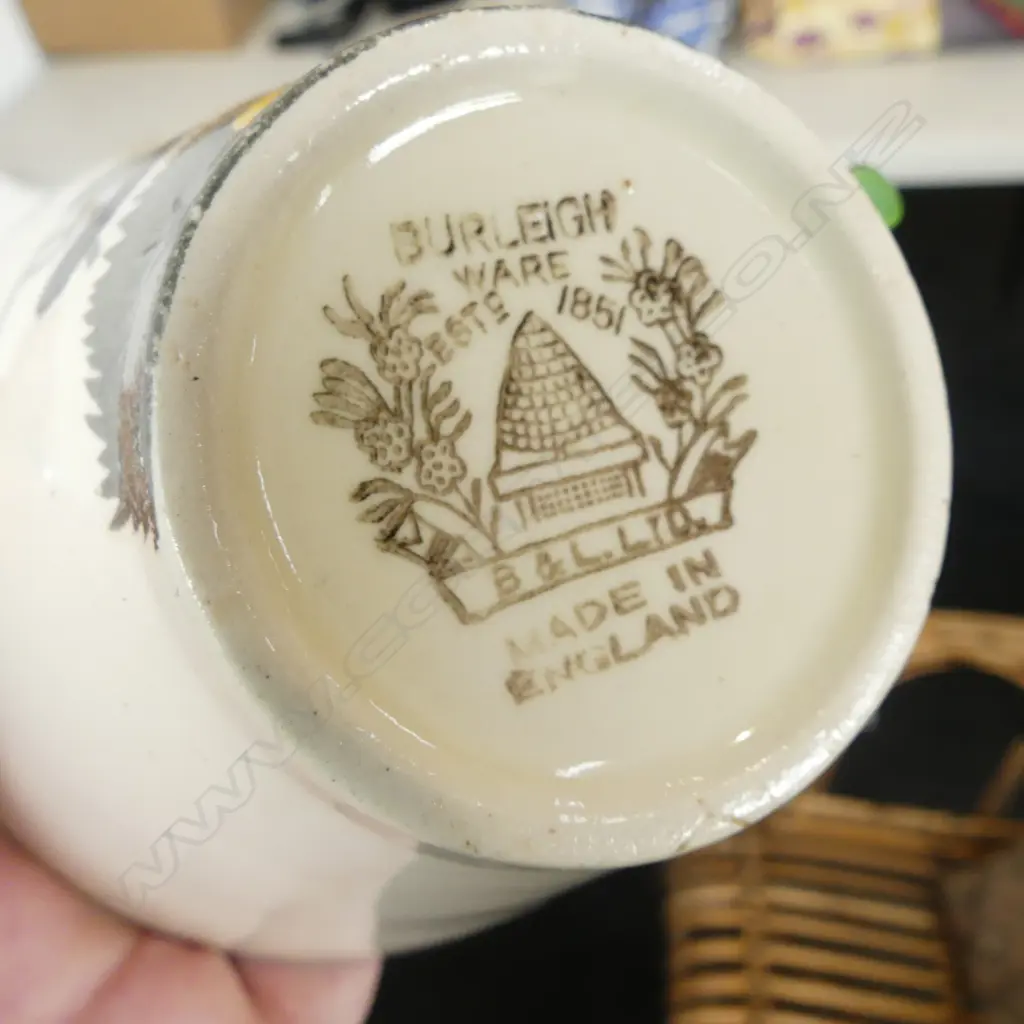 BURLEIGH
WARE
ESTD 1851
B & L. LTD.
MADE IN
ENGLAND